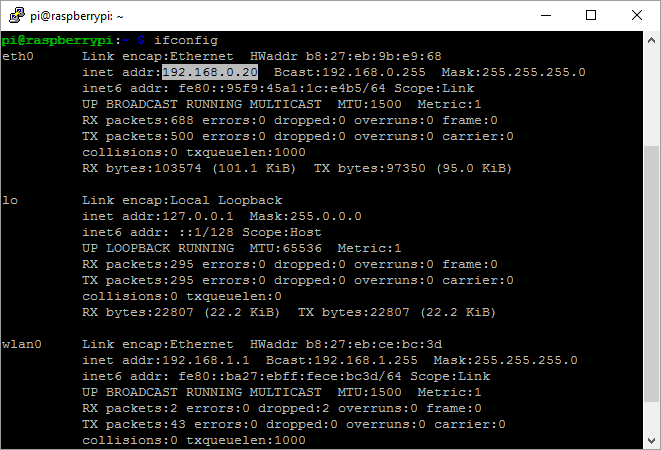 pi@raspberrypi: ~
pi@raspberrypi:~ $ ifconfig
eth0      Link encap:Ethernet  HWaddr b8:27:eb:9b:e9:68
          inet addr:192.168.0.20  Bcast:192.168.0.255  Mask:255.255.255.0
          inet6 addr: fe80::95f9:45a1:1c:e4b5/64 Scope:Link
          UP BROADCAST RUNNING MULTICAST  MTU:1500  Metric:1
          RX packets:688 errors:0 dropped:0 overruns:0 frame:0
          TX packets:500 errors:0 dropped:0 overruns:0 carrier:0
          collisions:0 txqueuelen:1000
          RX bytes:103574 (101.1 KiB)  TX bytes:97350 (95.0 KiB)

lo        Link encap:Local Loopback
          inet addr:127.0.0.1  Mask:255.0.0.0
          inet6 addr: ::1/128 Scope:Host
          UP LOOPBACK RUNNING  MTU:65536  Metric:1
          RX packets:295 errors:0 dropped:0 overruns:0 frame:0
          TX packets:295 errors:0 dropped:0 overruns:0 carrier:0
          collisions:0 txqueuelen:0
          RX bytes:22807 (22.2 KiB)  TX bytes:22807 (22.2 KiB)

wlan0     Link encap:Ethernet  HWaddr b8:27:eb:ce:bc:3d
          inet addr:192.168.1.1  Bcast:192.168.1.255  Mask:255.255.255.0
          inet6 addr: fe80::ba27:ebff:fece:bc3d/64 Scope:Link
          UP BROADCAST RUNNING MULTICAST  MTU:1500  Metric:1
          RX packets:2 errors:0 dropped:2 overruns:0 frame:0
          TX packets:43 errors:0 dropped:0 overruns:0 carrier:0
          collisions:0 txqueuelen:1000